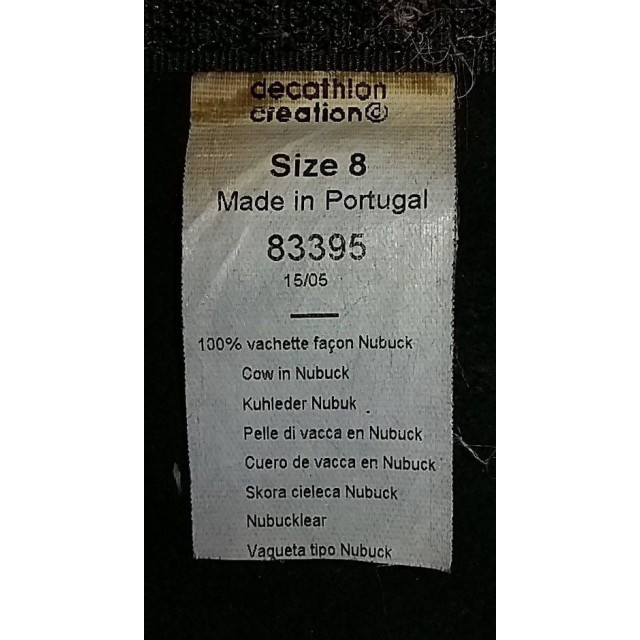 decathlon
creation
Size 8
Made in Portugal
83395
15/05
100% vachette façon Nubuck
Cow in Nubuck
Kuhleder Nubuk
Pelle di vacca en Nubuck
Cuero de vacca en Nubuck
Skora cieleca Nubuck
Nubucklear
Vaqueta tipo Nubuck